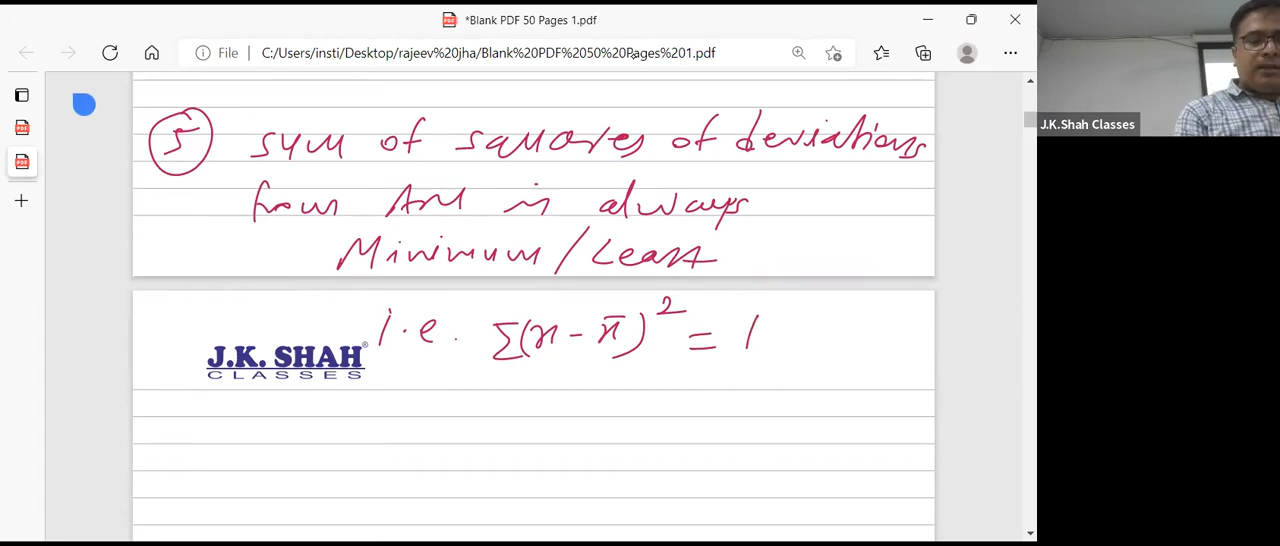 *Blank PDF 50 Pages 1.pdf
File C:/Users/insti/Desktop/rajeev%20jha/Blank%20PDF%2050%20Pages%201.pdf
J.K.Shah Classes
5 sum of squares of deviations
from AM is always
Minimum/Least
i.e. Σ(x - x̄)² = 1
J.K. SHAH®
CLASSES